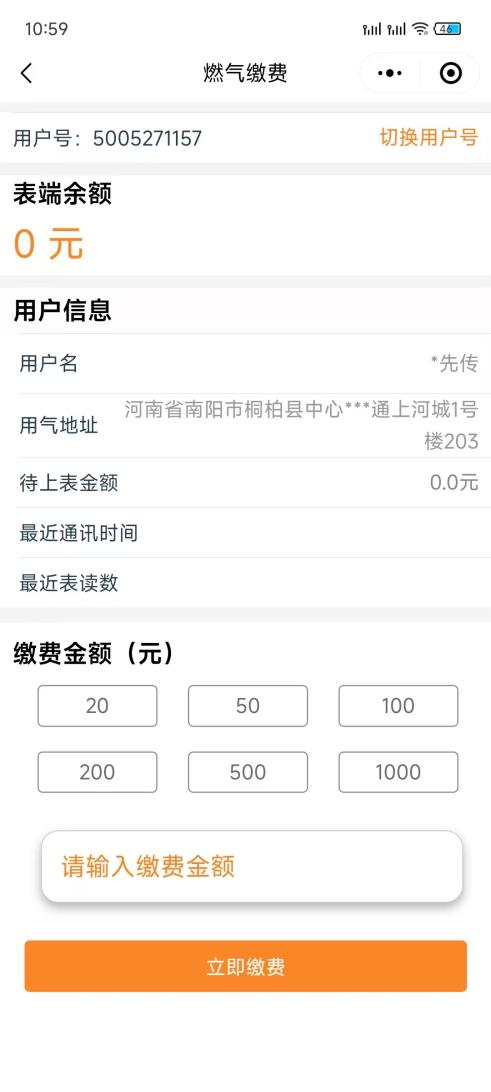 10:59
46
燃气缴费
用户号：5005271157
切换用户号
表端余额
0 元
用户信息
用户名
*先传
用气地址
河南省南阳市桐柏县中心***通上河城1号
楼203
待上表金额
0.0元
最近通讯时间
最近表读数
缴费金额（元）
20
50
100
200
500
1000
请输入缴费金额
立即缴费